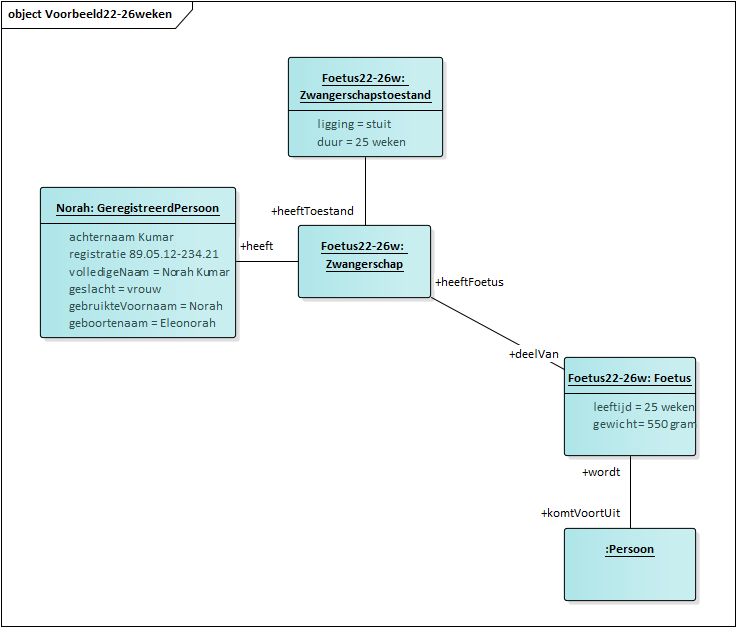 object Voorbeeld22-26weken
Foetus22-26w:
Zwangerschapstoestand
ligging = stuit
duur = 25 weken
+heeftToestand
Norah: GeregistreerdPersoon
achternaam Kumar
registratie 89.05.12-234.21
volledigeNaam = Norah Kumar
geslacht = vrouw
gebruikteVoornaam = Norah
geboortenaam = Eleonorah
+heeft
Foetus22-26w:
Zwangerschap
+heeftFoetus
+deelVan
Foetus22-26w: Foetus
leeftijd = 25 weken
gewicht= 550 gram
+wordt
+komtVoortUit
:Persoon